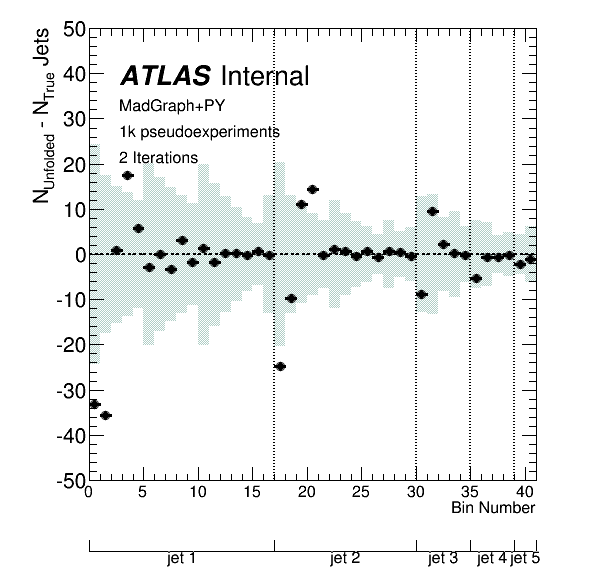 N_Unfolded - N_True Jets
50
40
30
20
10
0
-10
-20
-30
-40
-50
ATLAS Internal
MadGraph+PY
1k pseudoexperiments
2 Iterations
0 5 10 15 20 25 30 35 40
Bin Number
jet 1 jet 2 jet 3 jet 4 jet 5